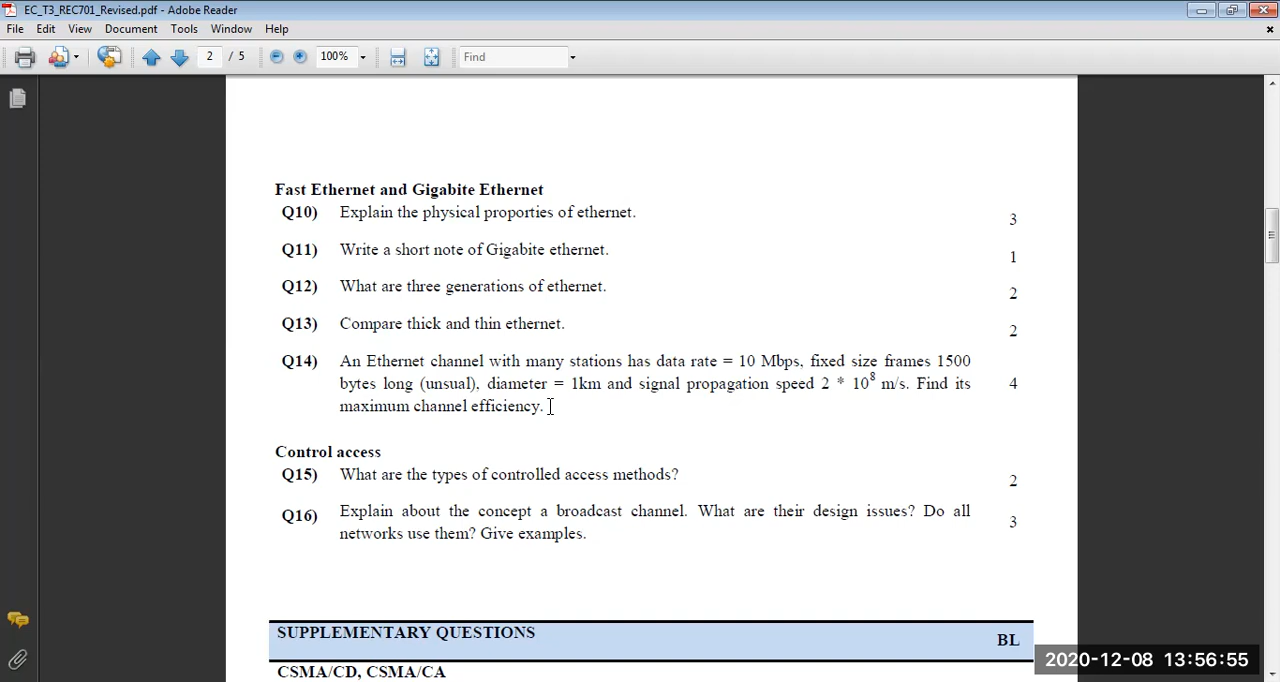 EC_T3_REC701_Revised.pdf - Adobe Reader
File Edit View Document Tools Window Help
2 / 5 100% Find
Fast Ethernet and Gigabite Ethernet
Q10) Explain the physical proporties of ethernet. 3
Q11) Write a short note of Gigabite ethernet. 1
Q12) What are three generations of ethernet. 2
Q13) Compare thick and thin ethernet. 2
Q14) An Ethernet channel with many stations has data rate = 10 Mbps, fixed size frames 1500
bytes long (unsual), diameter = 1km and signal propagation speed 2 * 10⁸ m/s. Find its 4
maximum channel efficiency.
Control access
Q15) What are the types of controlled access methods? 2
Q16) Explain about the concept a broadcast channel. What are their design issues? Do all 3
networks use them? Give examples.
SUPPLEMENTARY QUESTIONS BL
CSMA/CD, CSMA/CA
2020-12-08 13:56:55